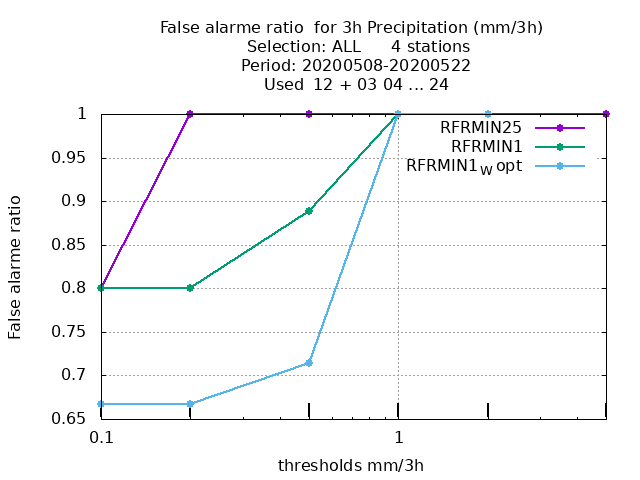 False alarme ratio  for 3h Precipitation (mm/3h)
Selection: ALL      4 stations
Period: 20200508-20200522
Used  12 + 03 04 ... 24
1
0.95
0.9
0.85
0.8
0.75
0.7
0.65
0.1
1
False alarme ratio
thresholds mm/3h
RFRMIN25
RFRMIN1
RFRMIN1W opt